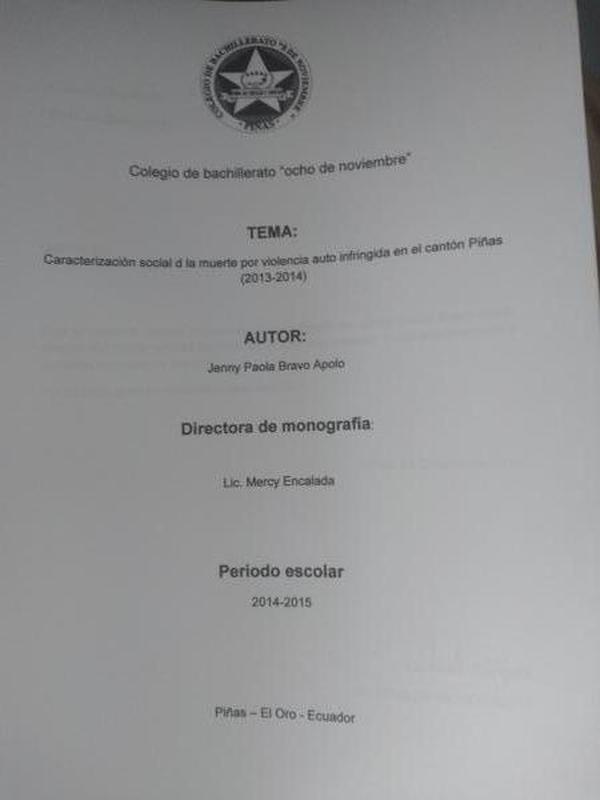 COLEGIO DE BACHILLERATO "8 DE NOVIEMBRE"
PIÑAS
Colegio de bachillerato "ocho de noviembre"
TEMA:
Caracterización social d la muerte por violencia auto infringida en el cantón Piñas
(2013-2014)
AUTOR:
Jenny Paola Bravo Apolo
Directora de monografía:
Lic. Mercy Encalada
Periodo escolar
2014-2015
Piñas – El Oro - Ecuador